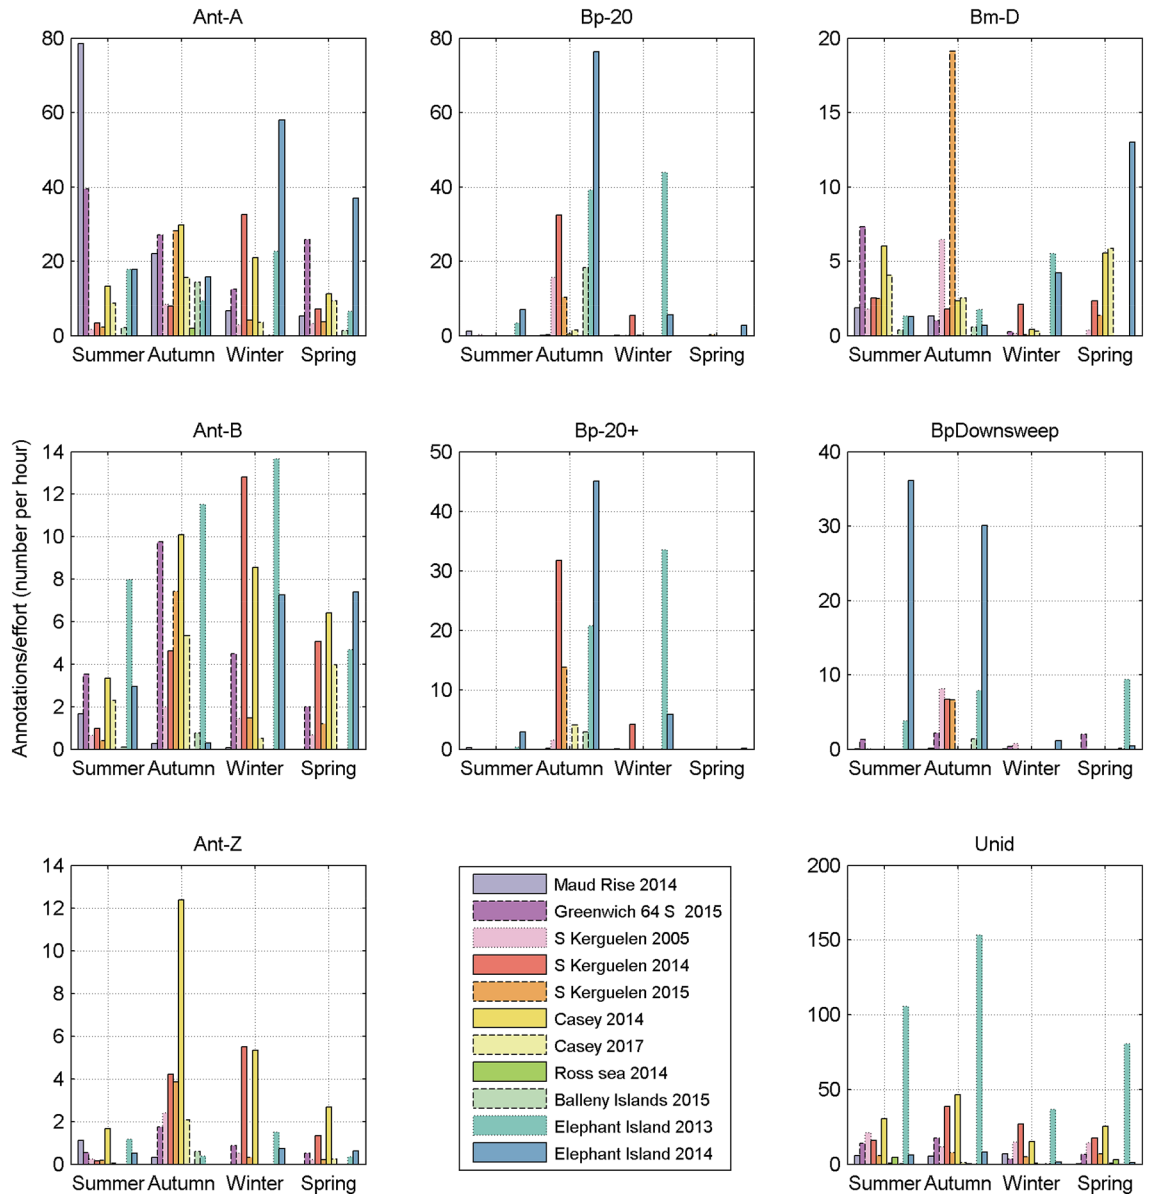 Ant-A
80
60
40
20
0
Summer Autumn Winter Spring
Bp-20
80
60
40
20
0
Summer Autumn Winter Spring
Bm-D
20
15
10
5
0
Summer Autumn Winter Spring
Annotations/effort (number per hour)
Ant-B
14
12
10
8
6
4
2
0
Summer Autumn Winter Spring
Bp-20+
50
40
30
20
10
0
Summer Autumn Winter Spring
BpDownsweep
40
30
20
10
0
Summer Autumn Winter Spring
Ant-Z
14
12
10
8
6
4
2
0
Summer Autumn Winter Spring
Maud Rise 2014
Greenwich 64 S 2015
S Kerguelen 2005
S Kerguelen 2014
S Kerguelen 2015
Casey 2014
Casey 2017
Ross sea 2014
Balleny Islands 2015
Elephant Island 2013
Elephant Island 2014
Unid
200
150
100
50
0
Summer Autumn Winter Spring